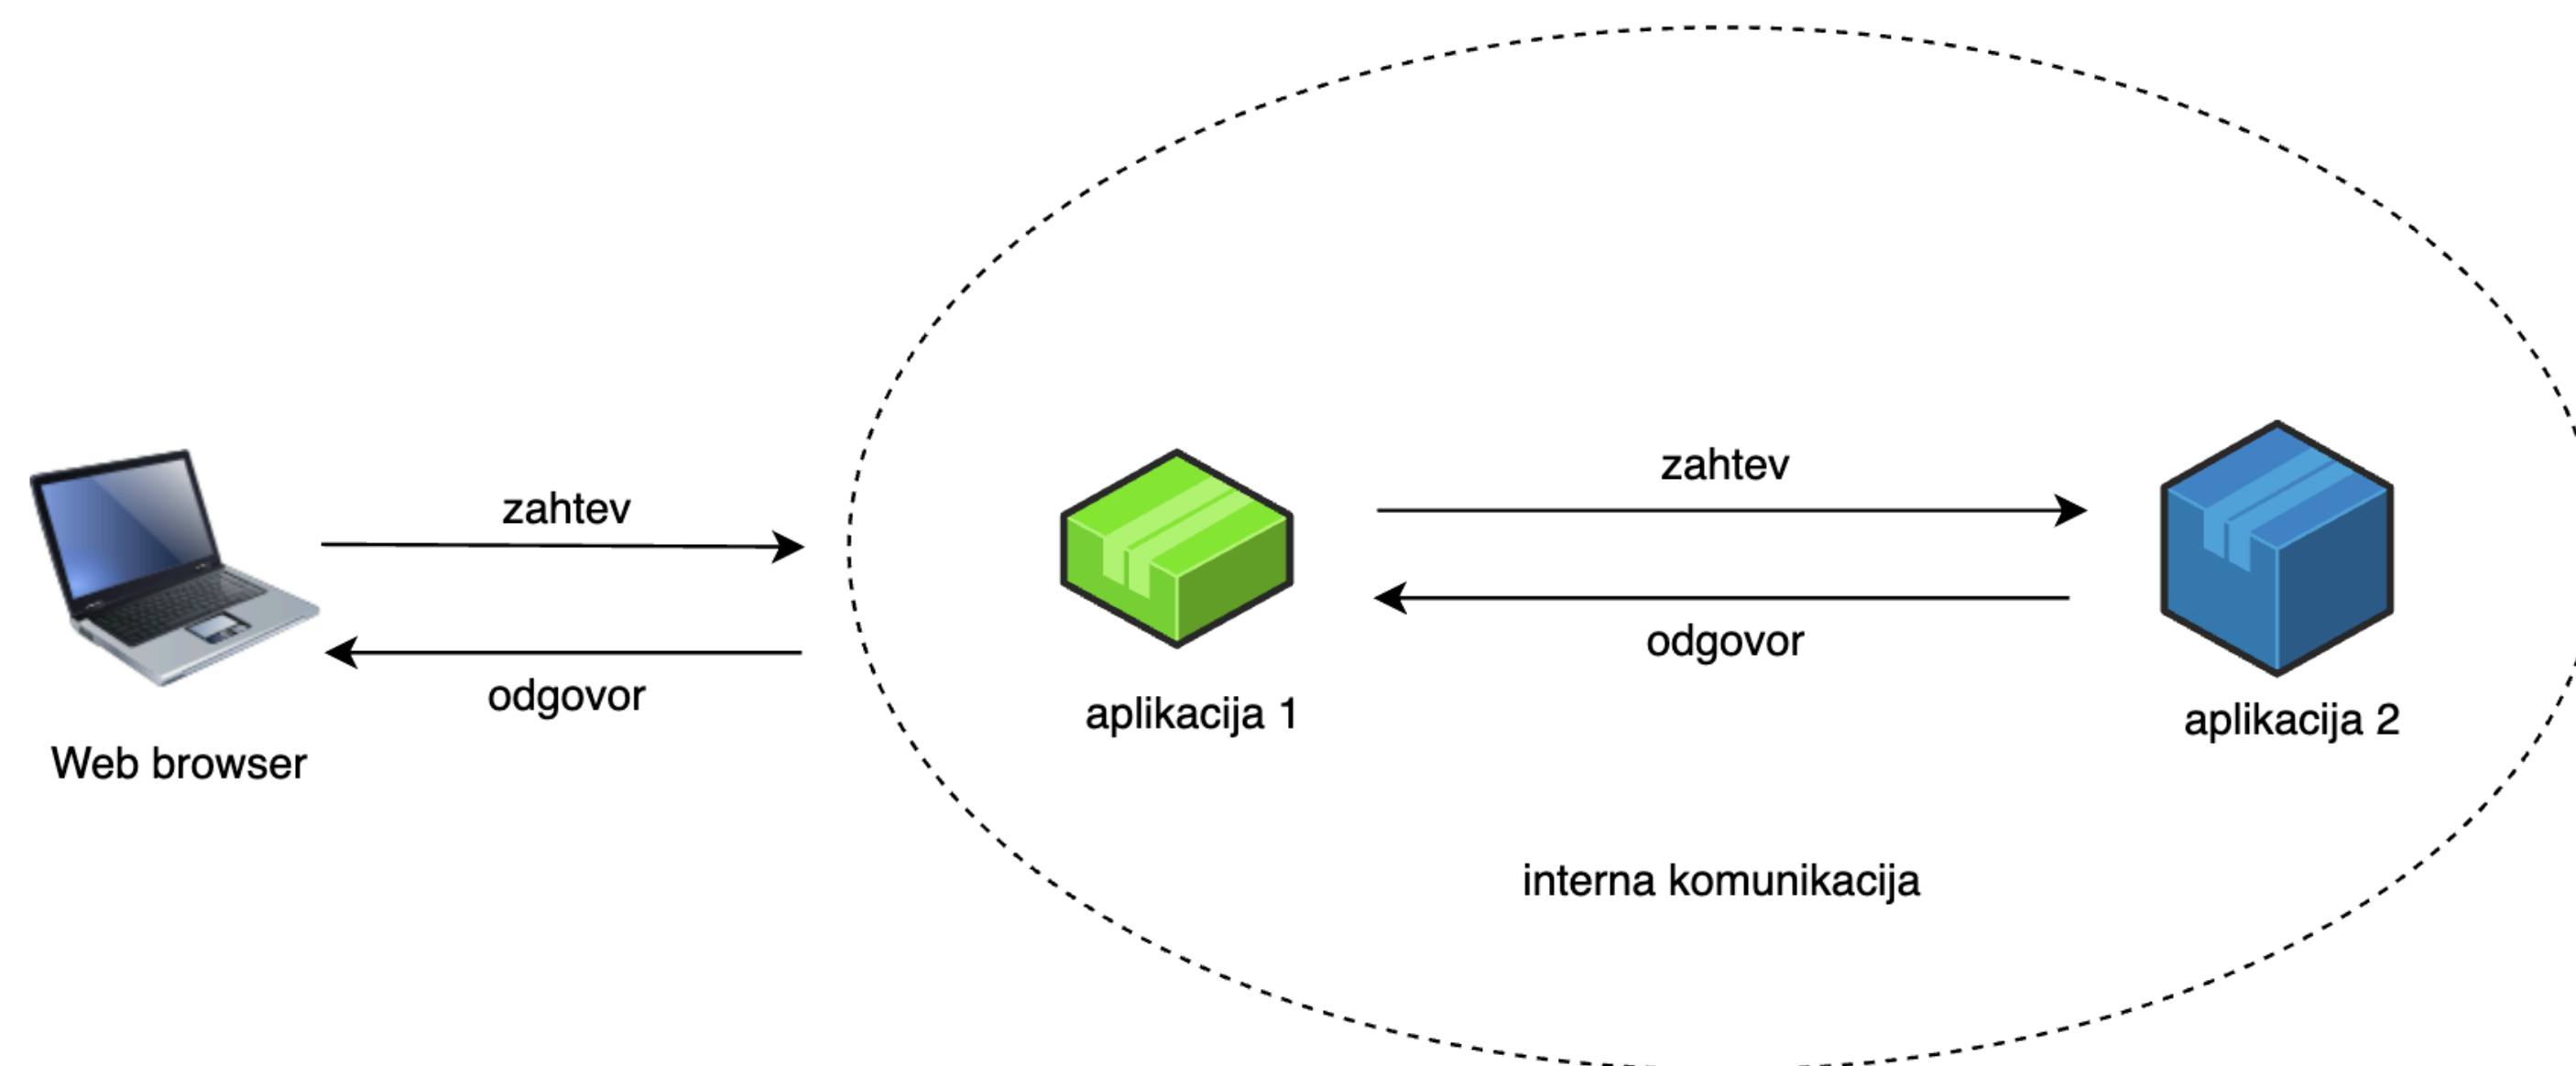 zahtev
odgovor
Web browser
zahtev
odgovor
aplikacija 1
aplikacija 2
interna komunikacija